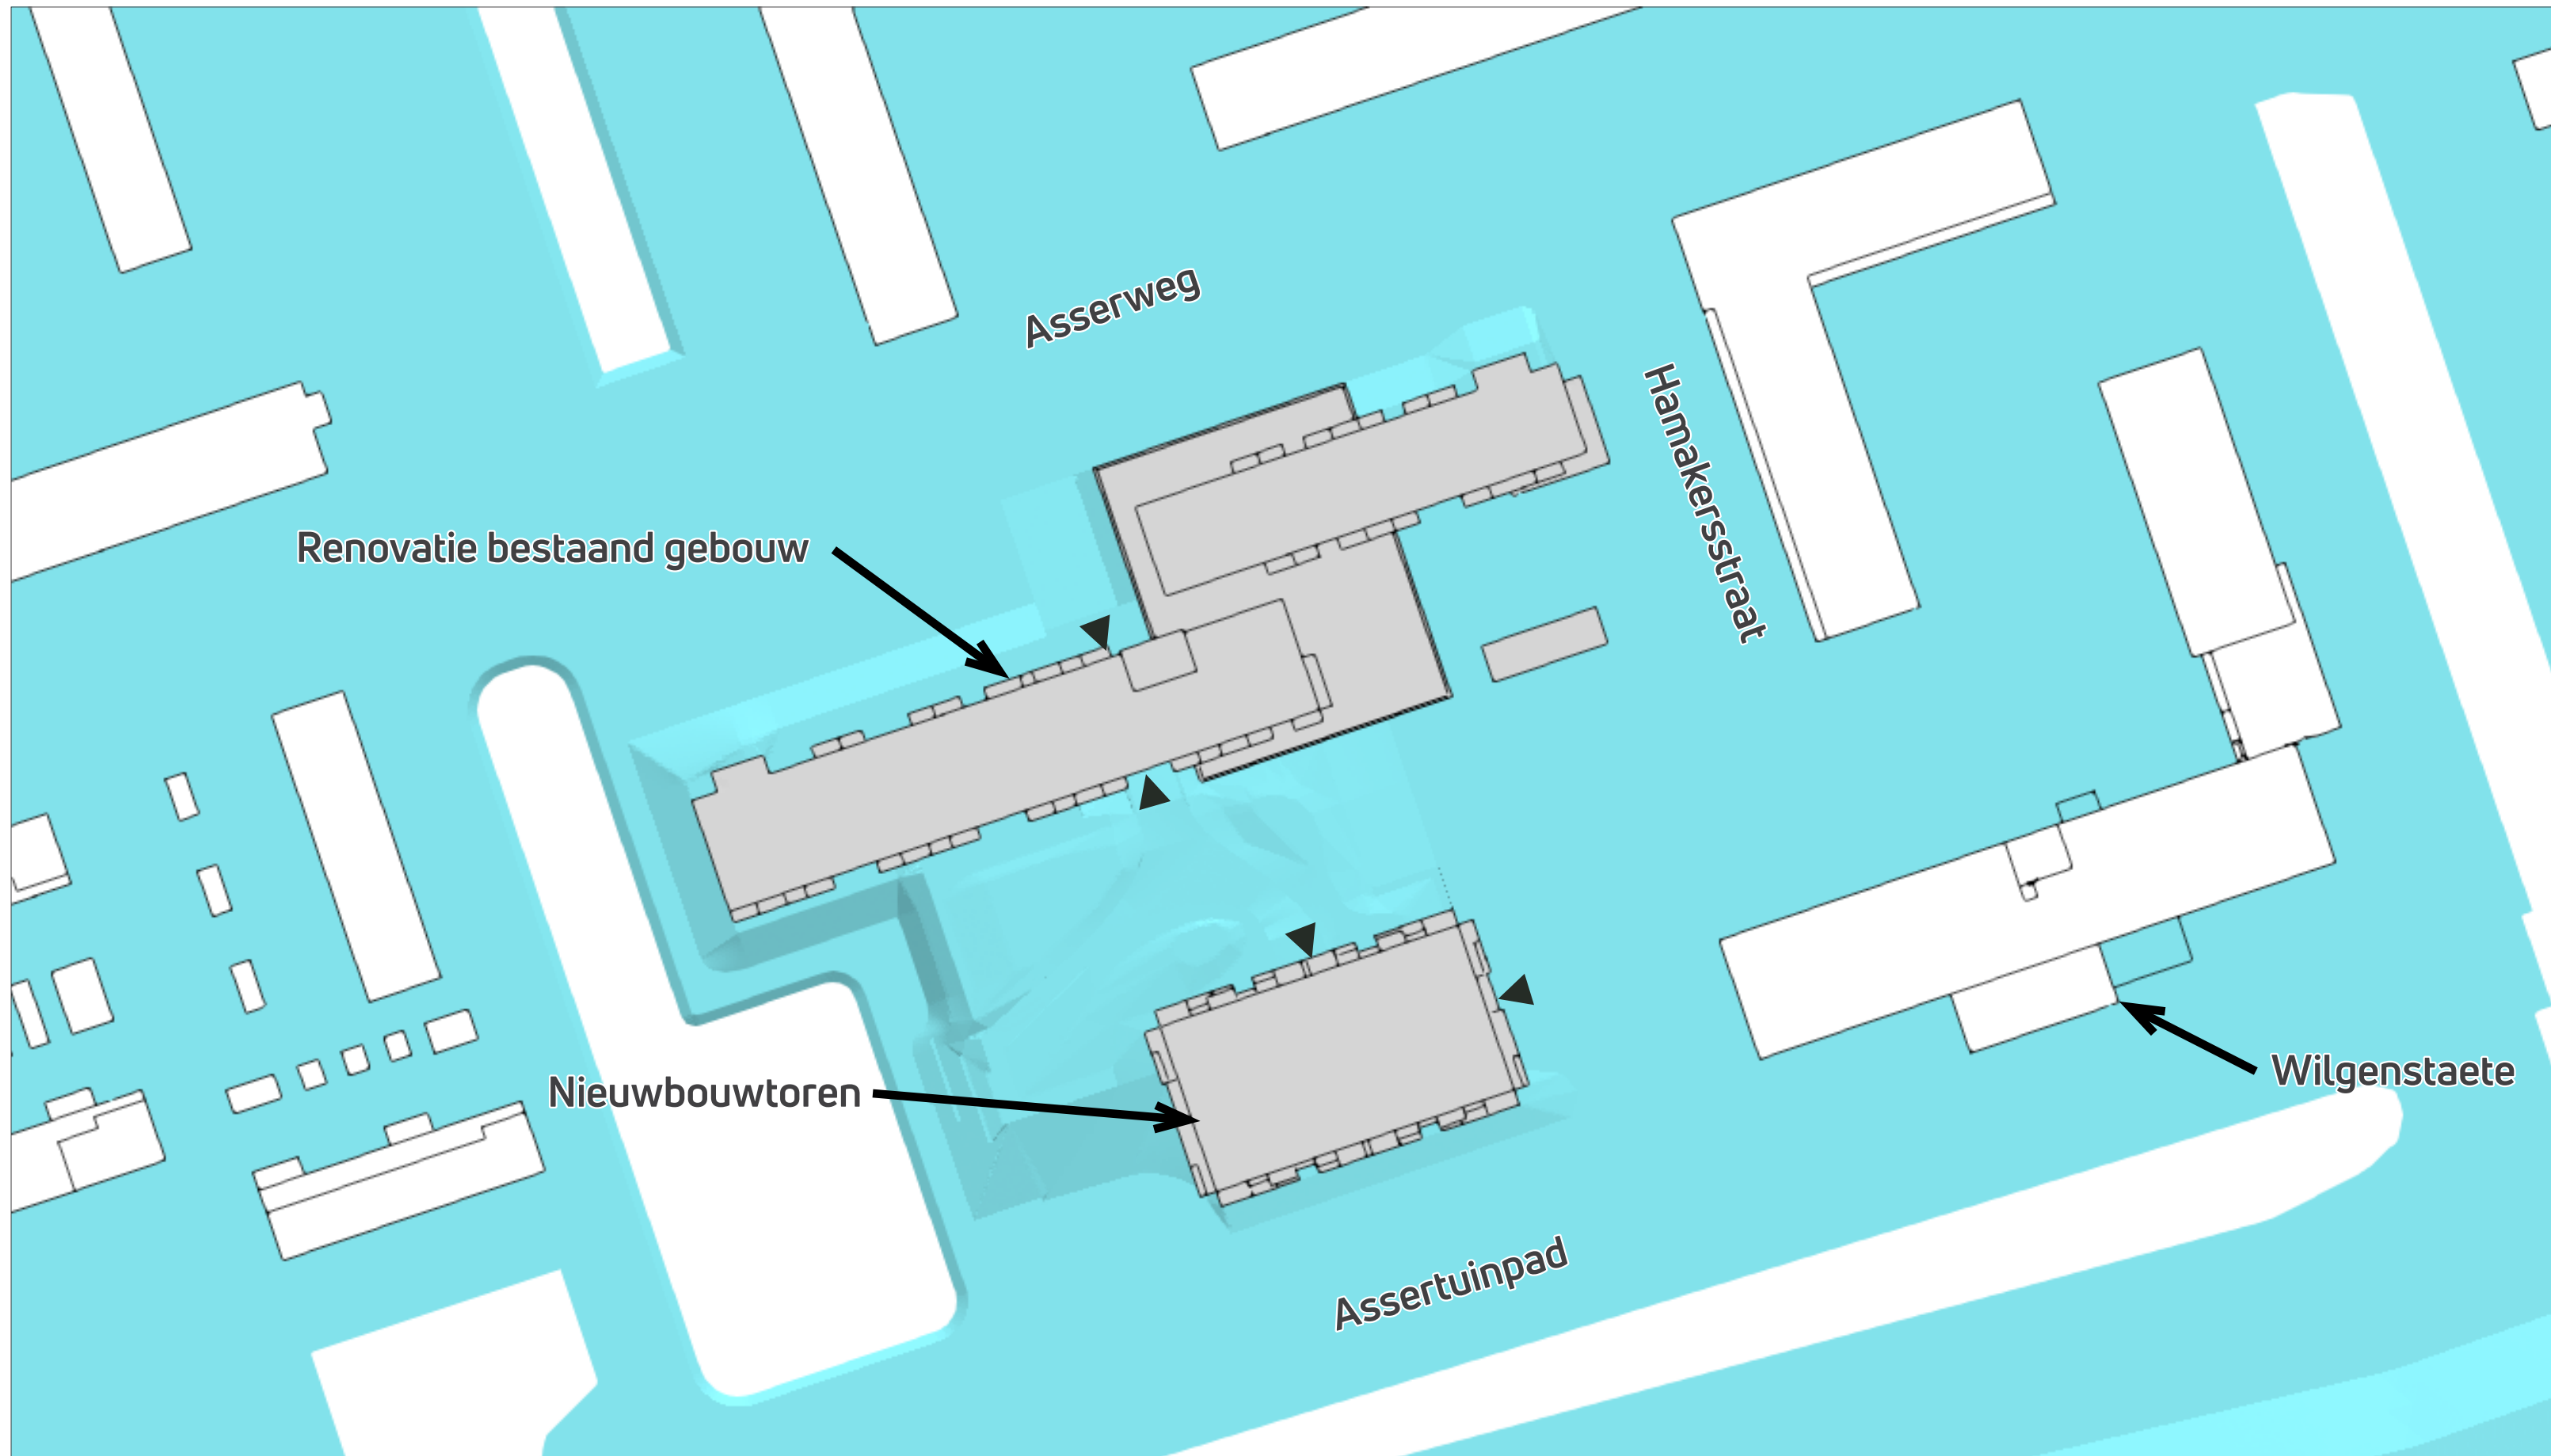 Asserweg
Hamakersstraat
Renovatie bestaand gebouw
Nieuwbouwtoren
Wilgenstaete
Assertuinpad